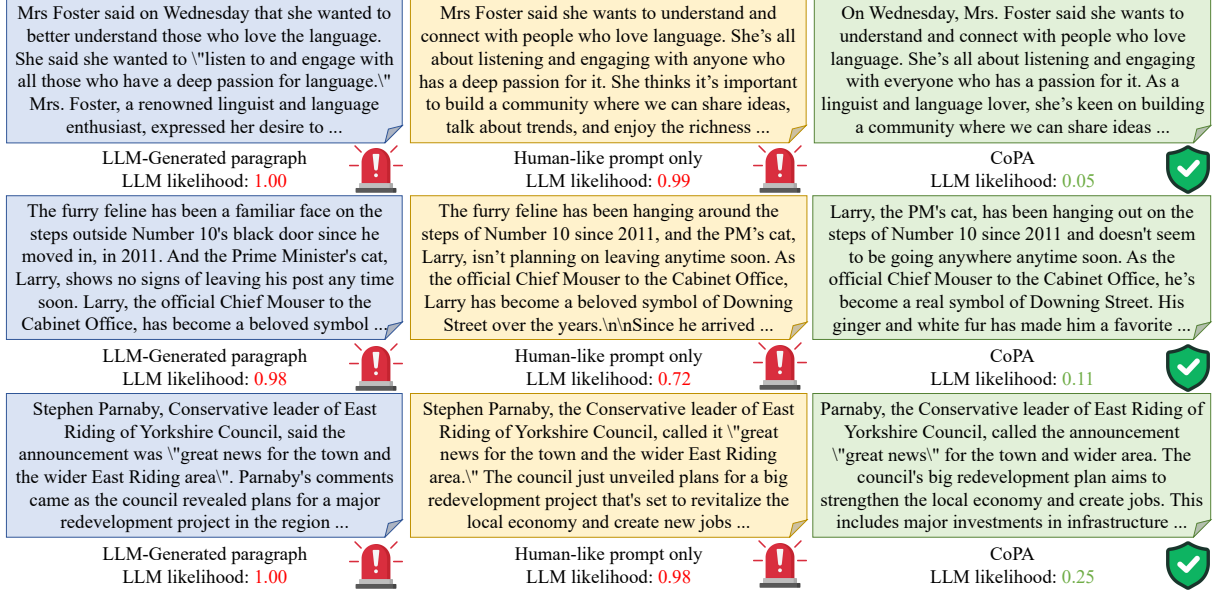 Mrs Foster said on Wednesday that she wanted to
better understand those who love the language.
She said she wanted to \"listen to and engage with
all those who have a deep passion for language.\"
Mrs. Foster, a renowned linguist and language
enthusiast, expressed her desire to ...
LLM-Generated paragraph
LLM likelihood: 1.00
Mrs Foster said she wants to understand and
connect with people who love language. She's all
about listening and engaging with anyone who
has a deep passion for it. She thinks it's important
to build a community where we can share ideas,
talk about trends, and enjoy the richness ...
Human-like prompt only
LLM likelihood: 0.99
On Wednesday, Mrs. Foster said she wants to
understand and connect with people who love
language. She's all about listening and engaging
with everyone who has a passion for it. As a
linguist and language lover, she's keen on building
a community where we can share ideas ...
CoPA
LLM likelihood: 0.05
The furry feline has been a familiar face on the
steps outside Number 10's black door since he
moved in, in 2011. And the Prime Minister's cat,
Larry, shows no signs of leaving his post any time
soon. Larry, the official Chief Mouser to the
Cabinet Office, has become a beloved symbol ...
LLM-Generated paragraph
LLM likelihood: 0.98
The furry feline has been hanging around the
steps of Number 10 since 2011, and the PM's cat,
Larry, isn't planning on leaving anytime soon. As
the official Chief Mouser to the Cabinet Office,
Larry has become a beloved symbol of Downing
Street over the years.\n\nSince he arrived ...
Human-like prompt only
LLM likelihood: 0.72
Larry, the PM's cat, has been hanging out on the
steps of Number 10 since 2011 and doesn't seem
to be going anywhere anytime soon. As the
official Chief Mouser to the Cabinet Office, he's
become a real symbol of Downing Street. His
ginger and white fur has made him a favorite ...
CoPA
LLM likelihood: 0.11
Stephen Parnaby, Conservative leader of East
Riding of Yorkshire Council, said the
announcement was \"great news for the town and
the wider East Riding area\". Parnaby's comments
came as the council revealed plans for a major
redevelopment project in the region ...
LLM-Generated paragraph
LLM likelihood: 1.00
Stephen Parnaby, the Conservative leader of East
Riding of Yorkshire Council, called it \"great
news for the town and the wider East Riding
area.\" The council just unveiled plans for a big
redevelopment project that's set to revitalize the
local economy and create new jobs ...
Human-like prompt only
LLM likelihood: 0.98
Parnaby, the Conservative leader of East Riding of
Yorkshire Council, called the announcement
\"great news\" for the town and wider area. The
council's big redevelopment plan aims to
strengthen the local economy and create jobs. This
includes major investments in infrastructure ...
CoPA
LLM likelihood: 0.25